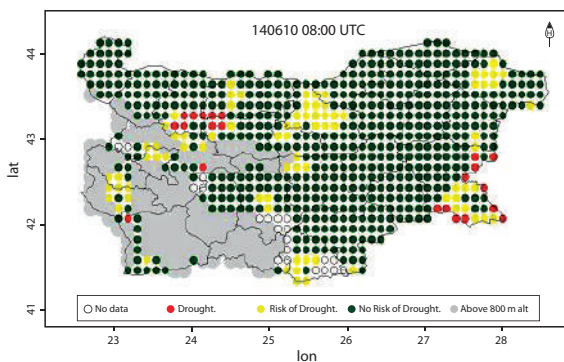 140610 08:00 UTC
H
44
43
42
41
lat
No data Drought. Risk of Drought. No Risk of Drought. Above 800 m alt
23 24 25 26 27 28
lon